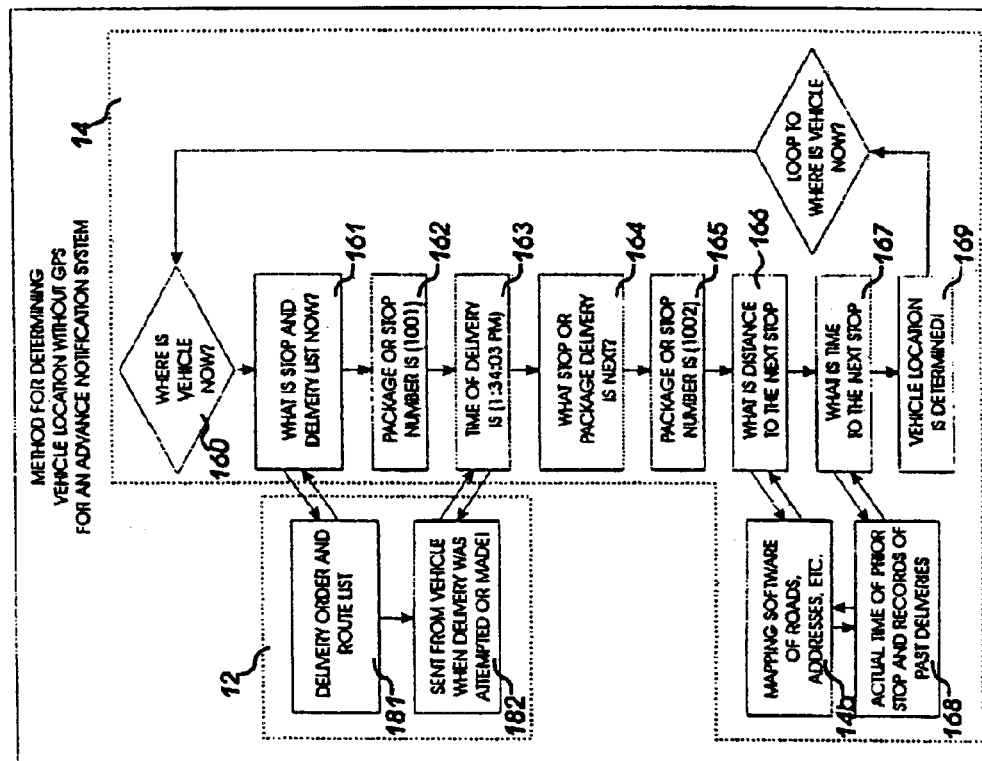 METHOD FOR DETERMINING
VEHICLE LOCATION WITHOUT GPS
FOR AN ADVANCE NOTIFICATION SYSTEM
14
WHERE IS
VEHICLE
NOW?
160
WHAT IS STOP AND
DELIVERY LIST NOW?
161
PACKAGE OR STOP
NUMBER IS (1001)
162
TIME OF DELIVERY
IS (1:34:03 PM)
163
WHAT STOP OR
PACKAGE DELIVERY
IS NEXT?
164
PACKAGE OR STOP
NUMBER IS (1002)
165
WHAT IS DISTANCE
TO THE NEXT STOP
166
WHAT IS TIME
TO THE NEXT STOP
167
VEHICLE LOCATION
IS DETERMINED!
169
LOOP TO
WHERE IS VEHICLE
NOW?
12
DELIVERY ORDER AND
ROUTE LIST
181
SENT FROM VEHICLE
WHEN DELIVERY WAS
ATTEMPTED OR MADE!
182
MAPPING SOFTWARE
OF ROADS,
ADDRESSES, ETC.
14b
ACTUAL TIME OF PRIOR
STOP AND RECORDS OF
PAST DELIVERIES
168